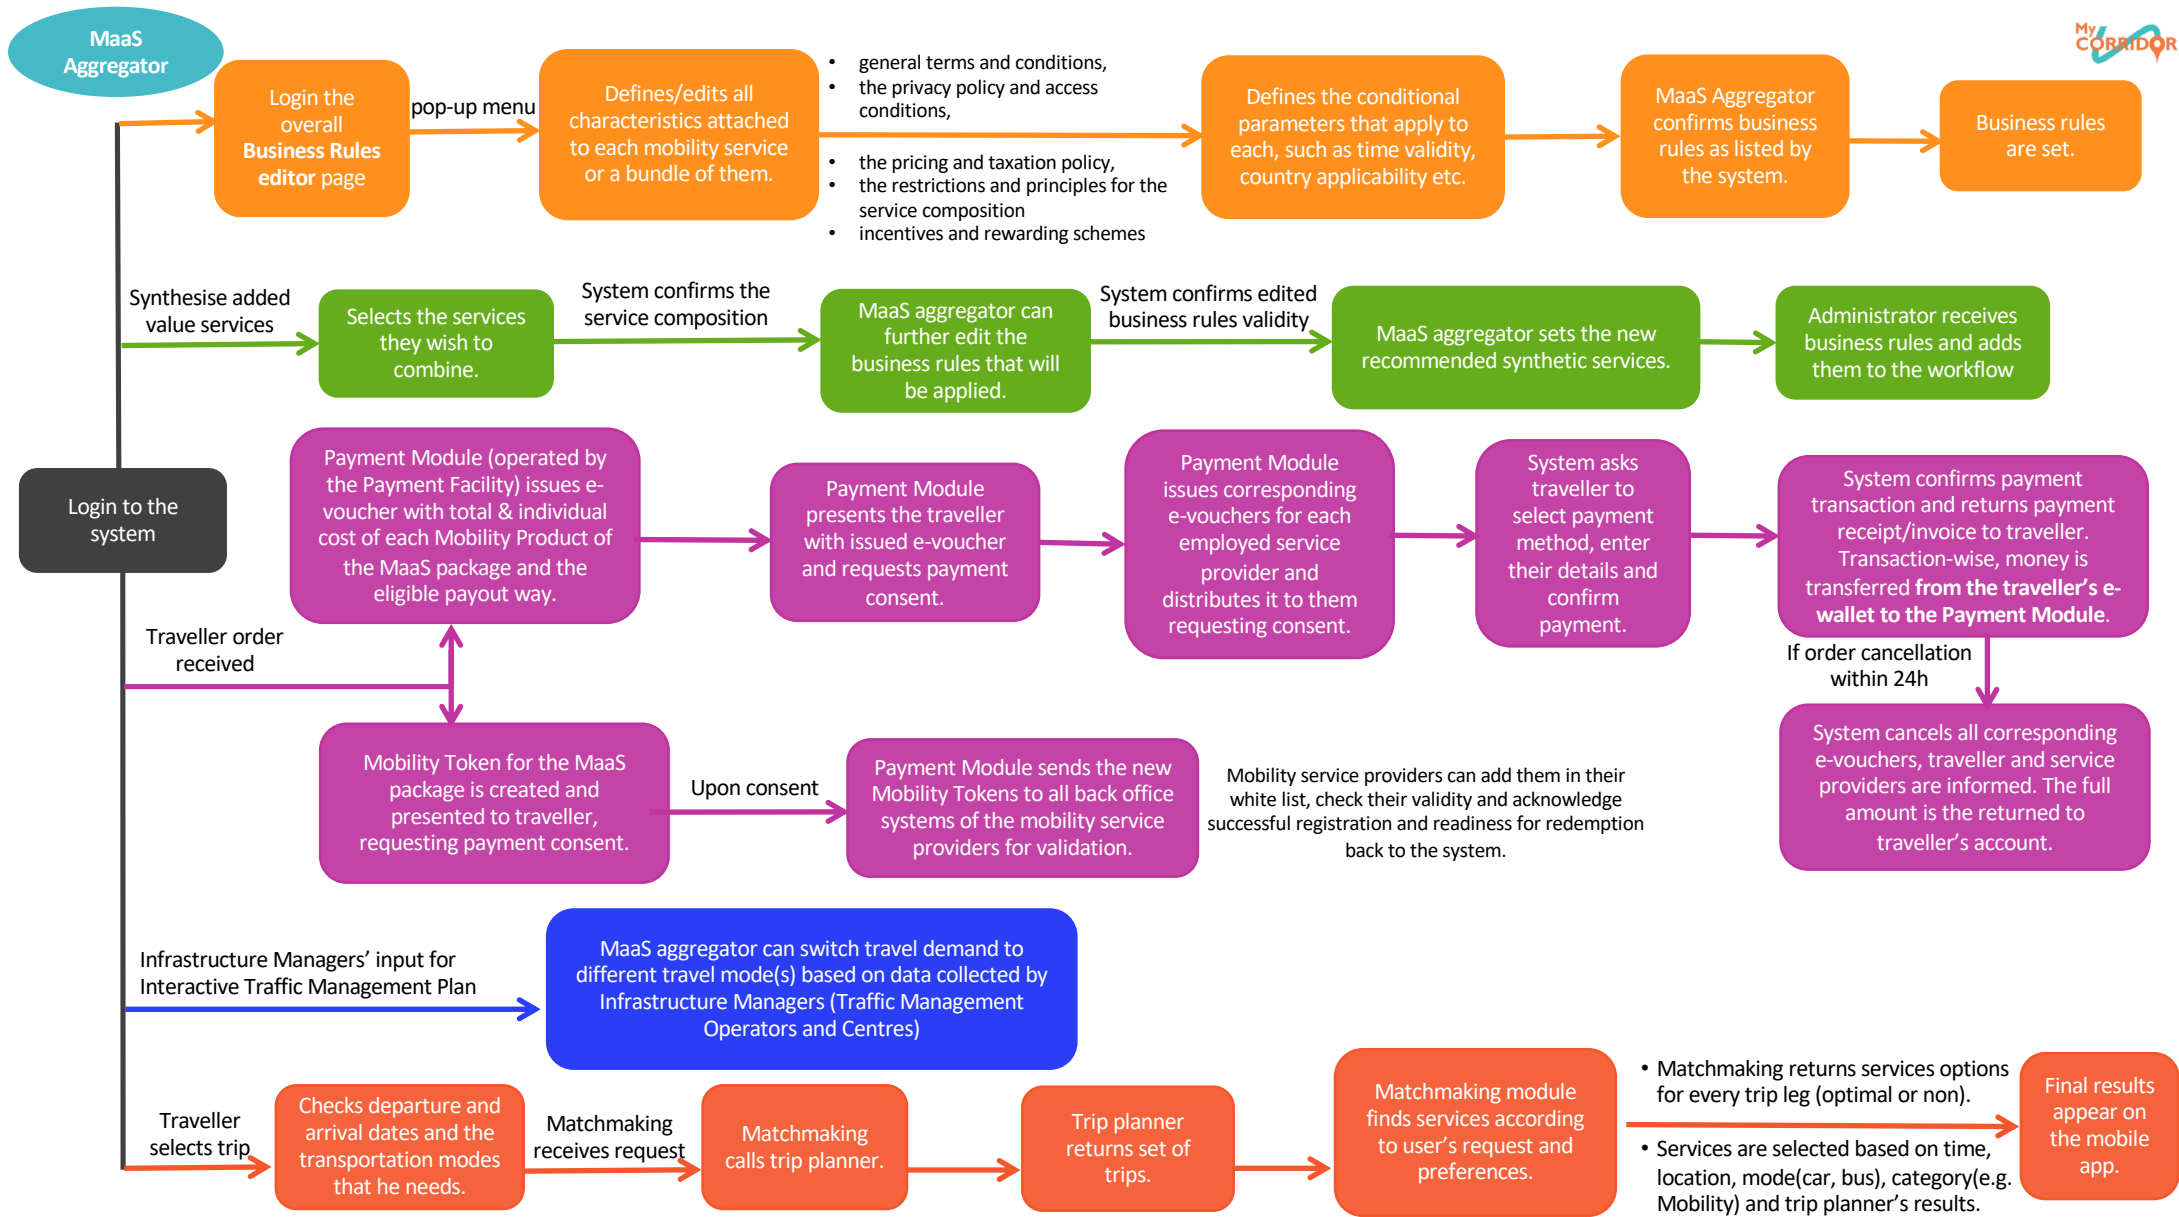 MaaS
Aggregator
My
CORRIDOR
Login the
overall
Business Rules
editor page
pop-up menu
Defines/edits all
characteristics attached
to each mobility service
or a bundle of them.
• general terms and conditions,
• the privacy policy and access
conditions,
• the pricing and taxation policy,
• the restrictions and principles for the
service composition
• incentives and rewarding schemes
Defines the conditional
parameters that apply to
each, such as time validity,
country applicability etc.
MaaS Aggregator
confirms business
rules as listed by
the system.
Business rules
are set.
Synthesise added
value services
Selects the services
they wish to
combine.
System confirms the
service composition
MaaS aggregator can
further edit the
business rules that will
be applied.
System confirms edited
business rules validity
MaaS aggregator sets the new
recommended synthetic services.
Administrator receives
business rules and adds
them to the workflow
Login to the
system
Traveller order
received
Payment Module (operated by
the Payment Facility) issues e-
voucher with total & individual
cost of each Mobility Product of
the MaaS package and the
eligible payout way.
Payment Module
presents the traveller
with issued e-voucher
and requests payment
consent.
Payment Module
issues corresponding
e-vouchers for each
employed service
provider and
distributes it to them
requesting consent.
System asks
traveller to
select payment
method, enter
their details and
confirm
payment.
System confirms payment
transaction and returns payment
receipt/invoice to traveller.
Transaction-wise, money is
transferred from the traveller's e-
wallet to the Payment Module.
If order cancellation
within 24h
System cancels all corresponding
e-vouchers, traveller and service
providers are informed. The full
amount is the returned to
traveller's account.
Mobility Token for the MaaS
package is created and
presented to traveller,
requesting payment consent.
Upon consent
Payment Module sends the new
Mobility Tokens to all back office
systems of the mobility service
providers for validation.
Mobility service providers can add them in their
white list, check their validity and acknowledge
successful registration and readiness for redemption
back to the system.
Infrastructure Managers' input for
Interactive Traffic Management Plan
MaaS aggregator can switch travel demand to
different travel mode(s) based on data collected by
Infrastructure Managers (Traffic Management
Operators and Centres)
Traveller
selects trip
Checks departure and
arrival dates and the
transportation modes
that he needs.
Matchmaking
receives request
Matchmaking
calls trip planner.
Trip planner
returns set of
trips.
Matchmaking module
finds services according
to user's request and
preferences.
• Matchmaking returns services options
for every trip leg (optimal or non).
• Services are selected based on time,
location, mode(car, bus), category(e.g.
Mobility) and trip planner's results.
Final results
appear on
the mobile
app.